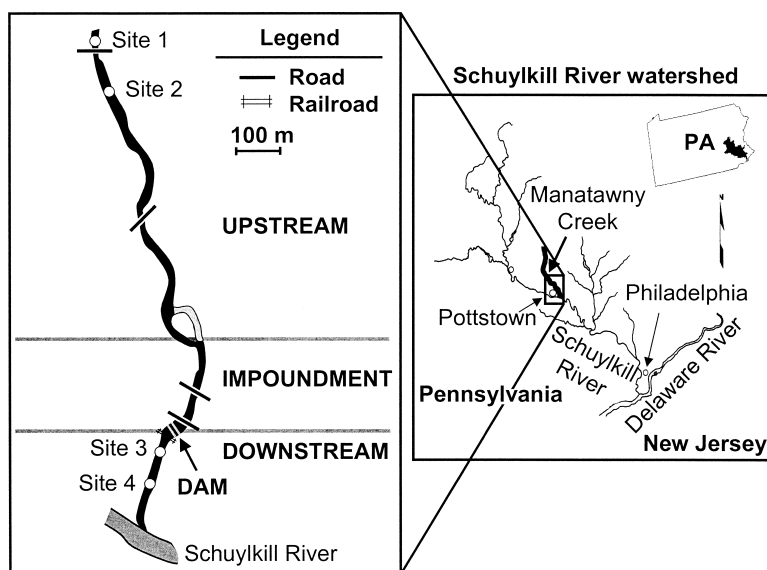 Site 1
Legend
Road
Railroad
100 m
Site 2
UPSTREAM
IMPOUNDMENT
DOWNSTREAM
Site 3
DAM
Site 4
Schuylkill River
Schuylkill River watershed
PA
Manatawny
Creek
Philadelphia
Pottstown
Schuylkill
River
Delaware River
Pennsylvania
New Jersey